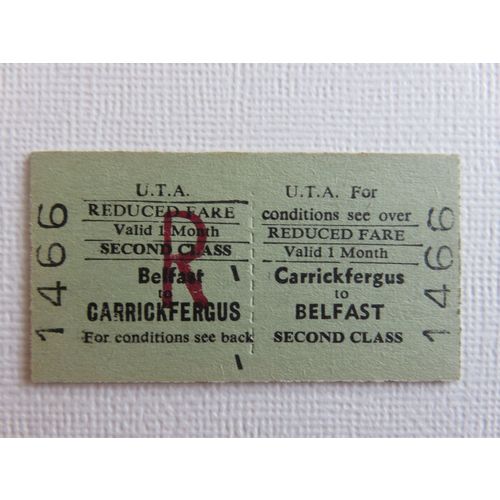 1466
U.T.A.
REDUCED FARE
Valid 1 Month
SECOND CLASS
R
Belfast
to
CARRICKFERGUS
For conditions see back
U.T.A. For
conditions see over
REDUCED FARE
Valid 1 Month
Carrickfergus
to
BELFAST
SECOND CLASS
1466